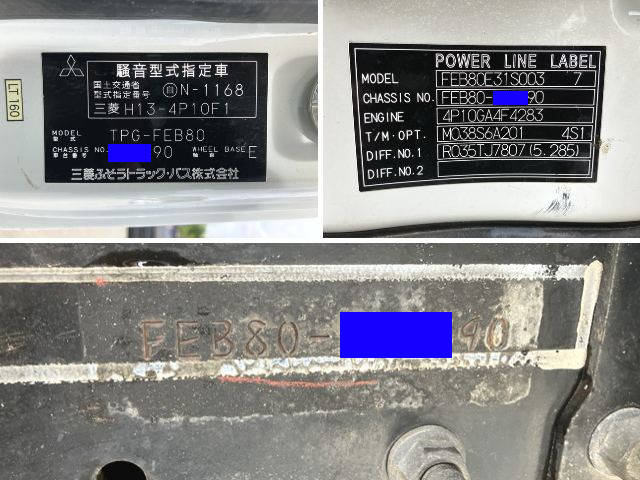 LT160
騒音型式指定車
国土交通省
型式指定番号 自N-1168
三菱 H13-4P10F1
MODEL
型式 TPG-FEB80
CHASSIS NO. 90 WHEEL BASE E
車台番号 軸距
三菱ふそうトラック・バス株式会社
POWER LINE LABEL
MODEL FEB80E31S003 7
CHASSIS NO. FEB80- 90
ENGINE 4P10GA4F4283
T/M.OPT. M038S6A201 4S1
DIFF.NO.1 R035TJ7807(5.285)
DIFF.NO.2
FEB80- 90